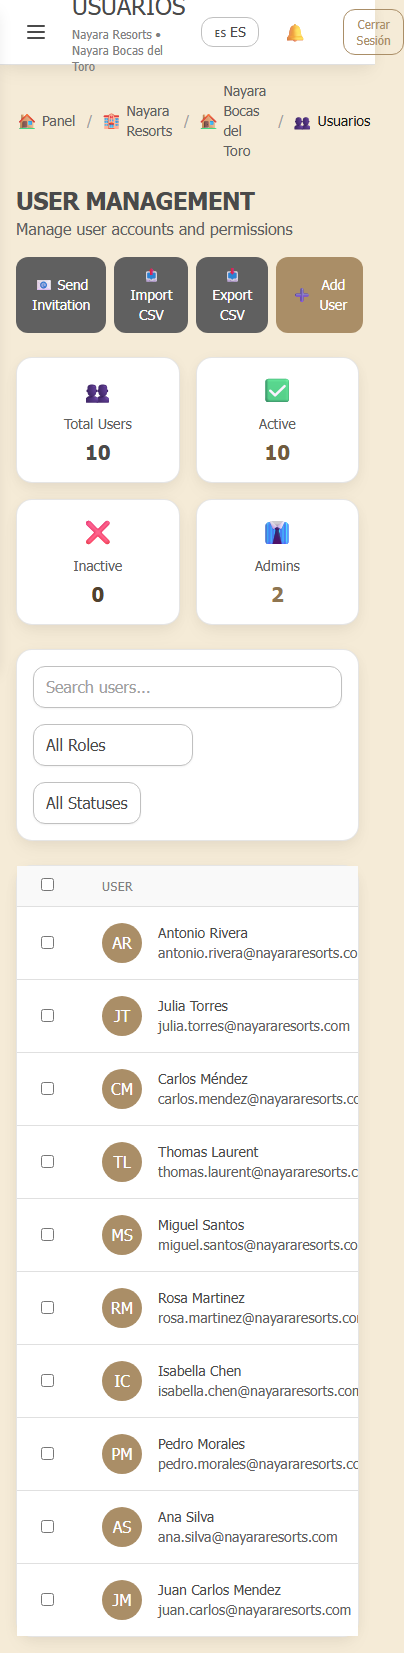 USUARIOS
Nayara Resorts •
Nayara Bocas del
Toro
ES ES
Cerrar
Sesión
Panel / Nayara Resorts / Nayara Bocas del Toro / Usuarios
USER MANAGEMENT
Manage user accounts and permissions
Send
Invitation
Import
CSV
Export
CSV
Add
User
Total Users
10
Active
10
Inactive
0
Admins
2
Search users...
All Roles
All Statuses
USER
AR
Antonio Rivera
antonio.rivera@nayararesorts.co
JT
Julia Torres
julia.torres@nayararesorts.com
CM
Carlos Méndez
carlos.mendez@nayararesorts.cc
TL
Thomas Laurent
thomas.laurent@nayararesorts.c
MS
Miguel Santos
miguel.santos@nayararesorts.co
RM
Rosa Martinez
rosa.martinez@nayararesorts.co
IC
Isabella Chen
isabella.chen@nayararesorts.com
PM
Pedro Morales
pedro.morales@nayararesorts.cc
AS
Ana Silva
ana.silva@nayararesorts.com
JM
Juan Carlos Mendez
juan.carlos@nayararesorts.com